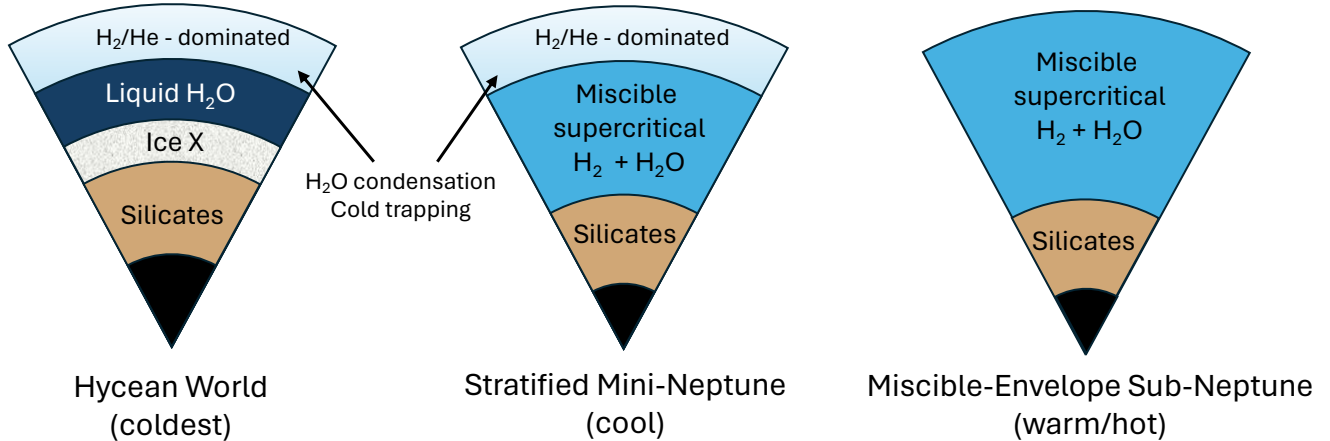 H₂/He - dominated
Liquid H₂O
Ice X
Silicates
Hycean World
(coldest)
H₂O condensation
Cold trapping
H₂/He - dominated
Miscible
supercritical
H₂ + H₂O
Silicates
Stratified Mini-Neptune
(cool)
Miscible
supercritical
H₂ + H₂O
Silicates
Miscible-Envelope Sub-Neptune
(warm/hot)